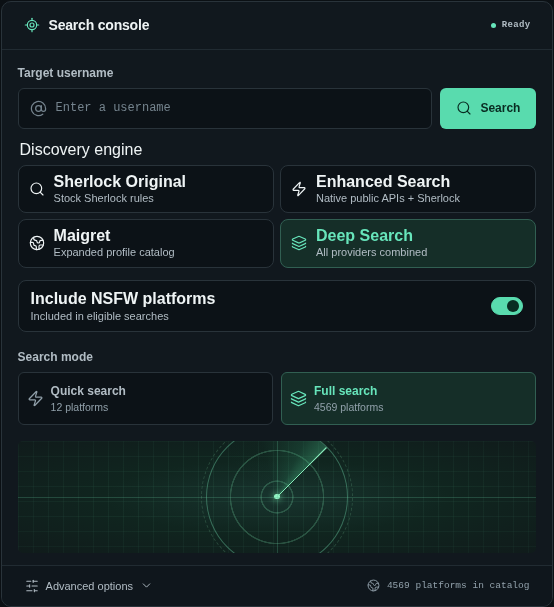 Search console
Ready
Target username
Enter a username
Search
Discovery engine
Sherlock Original
Stock Sherlock rules
Enhanced Search
Native public APIs + Sherlock
Maigret
Expanded profile catalog
Deep Search
All providers combined
Include NSFW platforms
Included in eligible searches
Search mode
Quick search
12 platforms
Full search
4569 platforms
Advanced options
4569 platforms in catalog